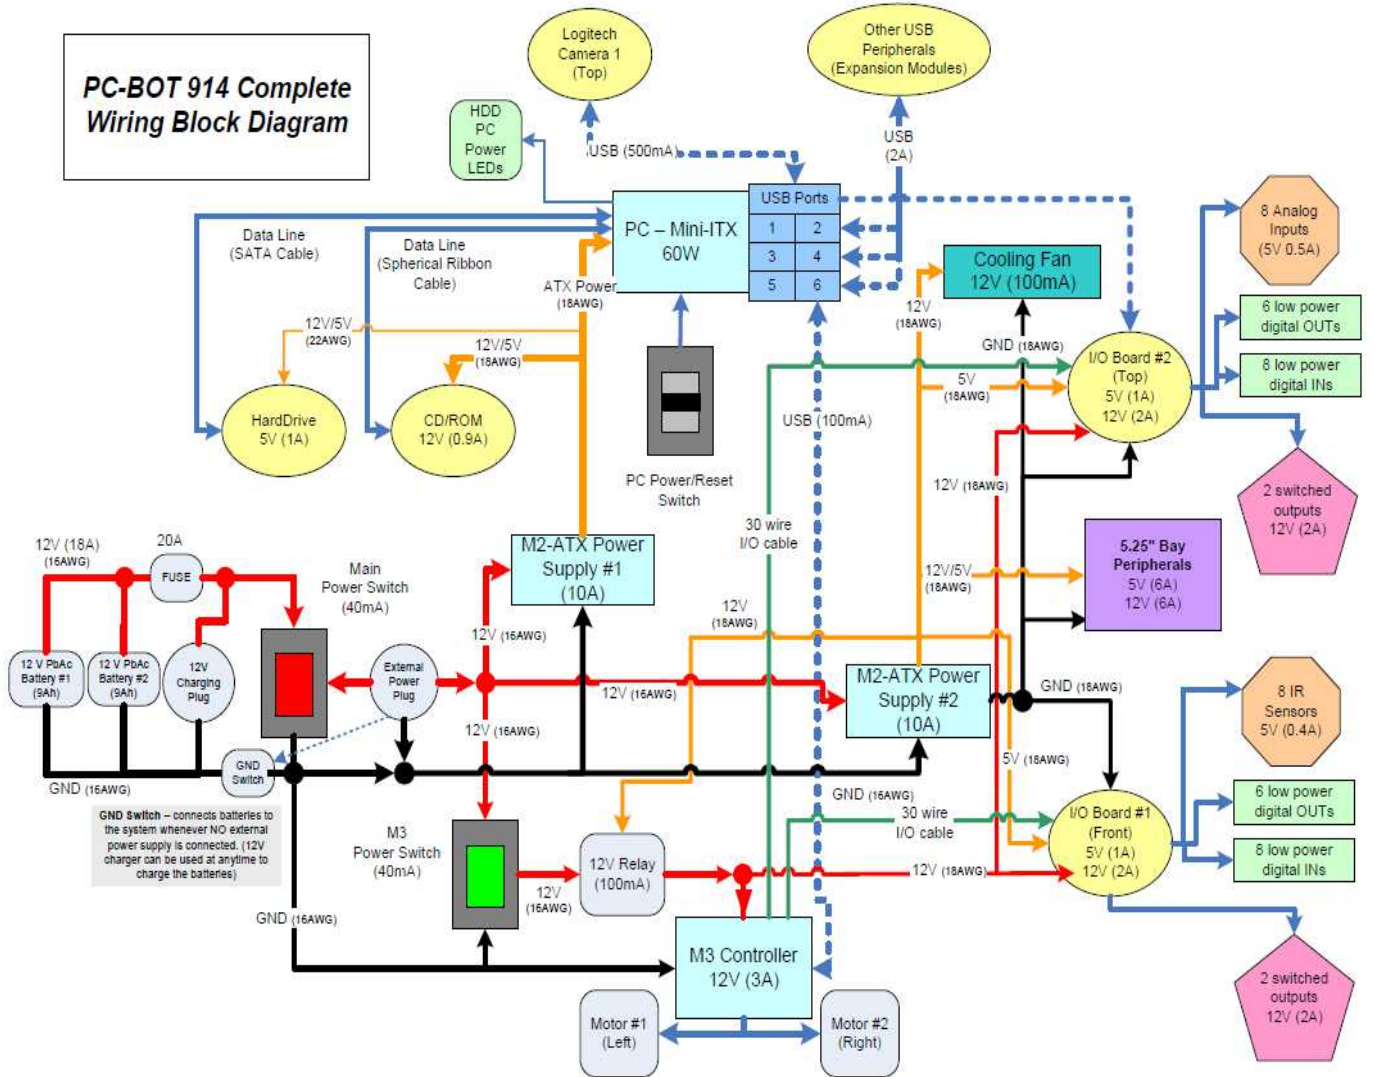 PC-BOT 914 Complete
Wiring Block Diagram
Logitech
Camera 1
(Top)
Other USB
Peripherals
(Expansion Modules)
HDD
PC
Power
LEDs
USB (500mA)
USB
(2A)
USB Ports
1
2
3
4
5
6
PC – Mini-ITX
60W
Data Line
(SATA Cable)
Data Line
(Spherical Ribbon
Cable)
ATX Power
(18AWG)
8 Analog
Inputs
(5V 0.5A)
Cooling Fan
12V (100mA)
12V
(18AWG)
GND (18AWG)
6 low power
digital OUTs
8 low power
digital INs
I/O Board #2
(Top)
5V (1A)
12V (2A)
12V/5V
(22AWG)
12V/5V
(18AWG)
5V
(18AWG)
HardDrive
5V (1A)
CD/ROM
12V (0.9A)
USB (100mA)
PC Power/Reset
Switch
12V (18AWG)
2 switched
outputs
12V (2A)
30 wire
I/O cable
12V (18A)
(16AWG)
20A
FUSE
Main
Power Switch
(40mA)
M2-ATX Power
Supply #1
(10A)
5.25" Bay
Peripherals
5V (6A)
12V (6A)
12V/5V
(18AWG)
12V
(18AWG)
12V (16AWG)
12 V PbAc
Battery #1
(9Ah)
12 V PbAc
Battery #2
(9Ah)
12V
Charging
Plug
External
Power
Plug
12V (16AWG)
M2-ATX Power
Supply #2
(10A)
GND (18AWG)
8 IR
Sensors
5V (0.4A)
12V (16AWG)
5V (18AWG)
GND
Switch
GND (16AWG)
GND (16AWG)
GND Switch – connects batteries to
the system whenever NO external
power supply is connected. (12V
charger can be used at anytime to
charge the batteries)
M3
Power Switch
(40mA)
30 wire
I/O cable
I/O Board #1
(Front)
5V (1A)
12V (2A)
6 low power
digital OUTs
8 low power
digital INs
12V Relay
(100mA)
12V
(16AWG)
12V (18AWG)
GND (16AWG)
M3 Controller
12V (3A)
2 switched
outputs
12V (2A)
Motor #1
(Left)
Motor #2
(Right)